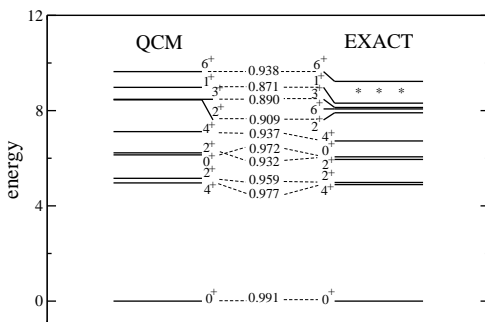 12
QCM EXACT
6⁺ 0.938 6⁺
1⁺ 0.871 1⁺
3⁺ 0.890 3⁺
* * *
6⁺
2⁺ 0.909 2
4⁺ 0.937 4⁺
8
energy
2⁺ 0.972 0⁺
0⁺ 0.932 2⁺
2⁺ 0.959 2⁺
4⁺ 0.977 4⁺
4
0 0⁺ 0.991 0⁺